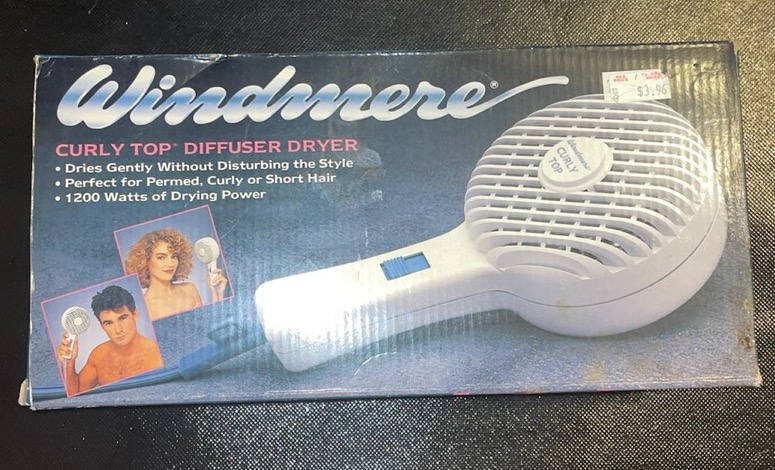 Windmere®
CURLY TOP® DIFFUSER DRYER
• Dries Gently Without Disturbing the Style
• Perfect for Permed, Curly or Short Hair
• 1200 Watts of Drying Power
$3.96
Windmere
CURLY
TOP